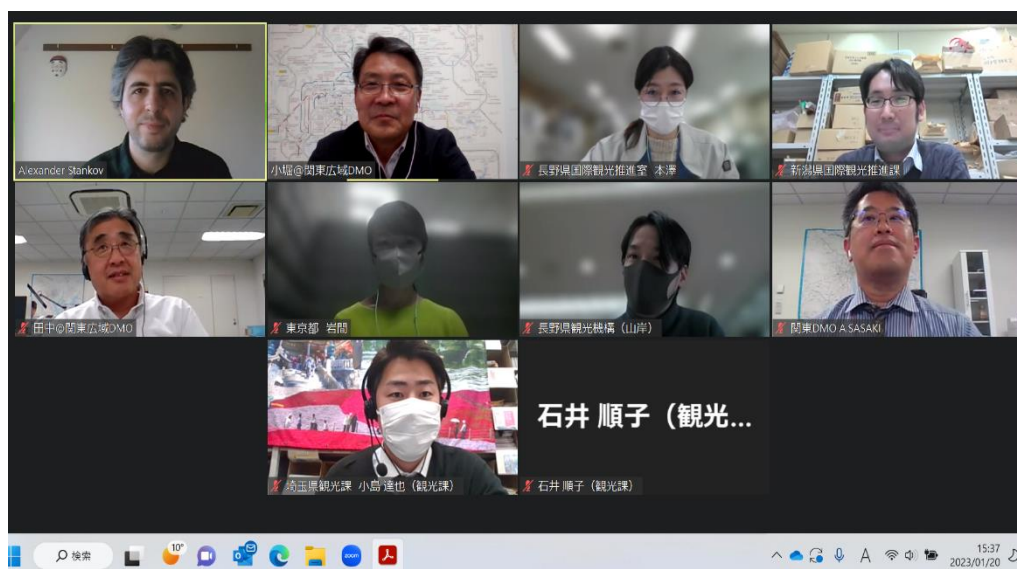 Alexander Stankov
小堀@関東広域DMO
長野県国際観光推進室 本澤
新潟県国際観光推進課
田中@関東広域DMO
東京都 岩間
長野県観光機構（山岸）
関東DMO A.SASAKI
埼玉県観光課 小島 達也（観光課）
石井 順子（観光...
石井 順子（観光課）
検索
10°
zoom
A
15:37
2023/01/20